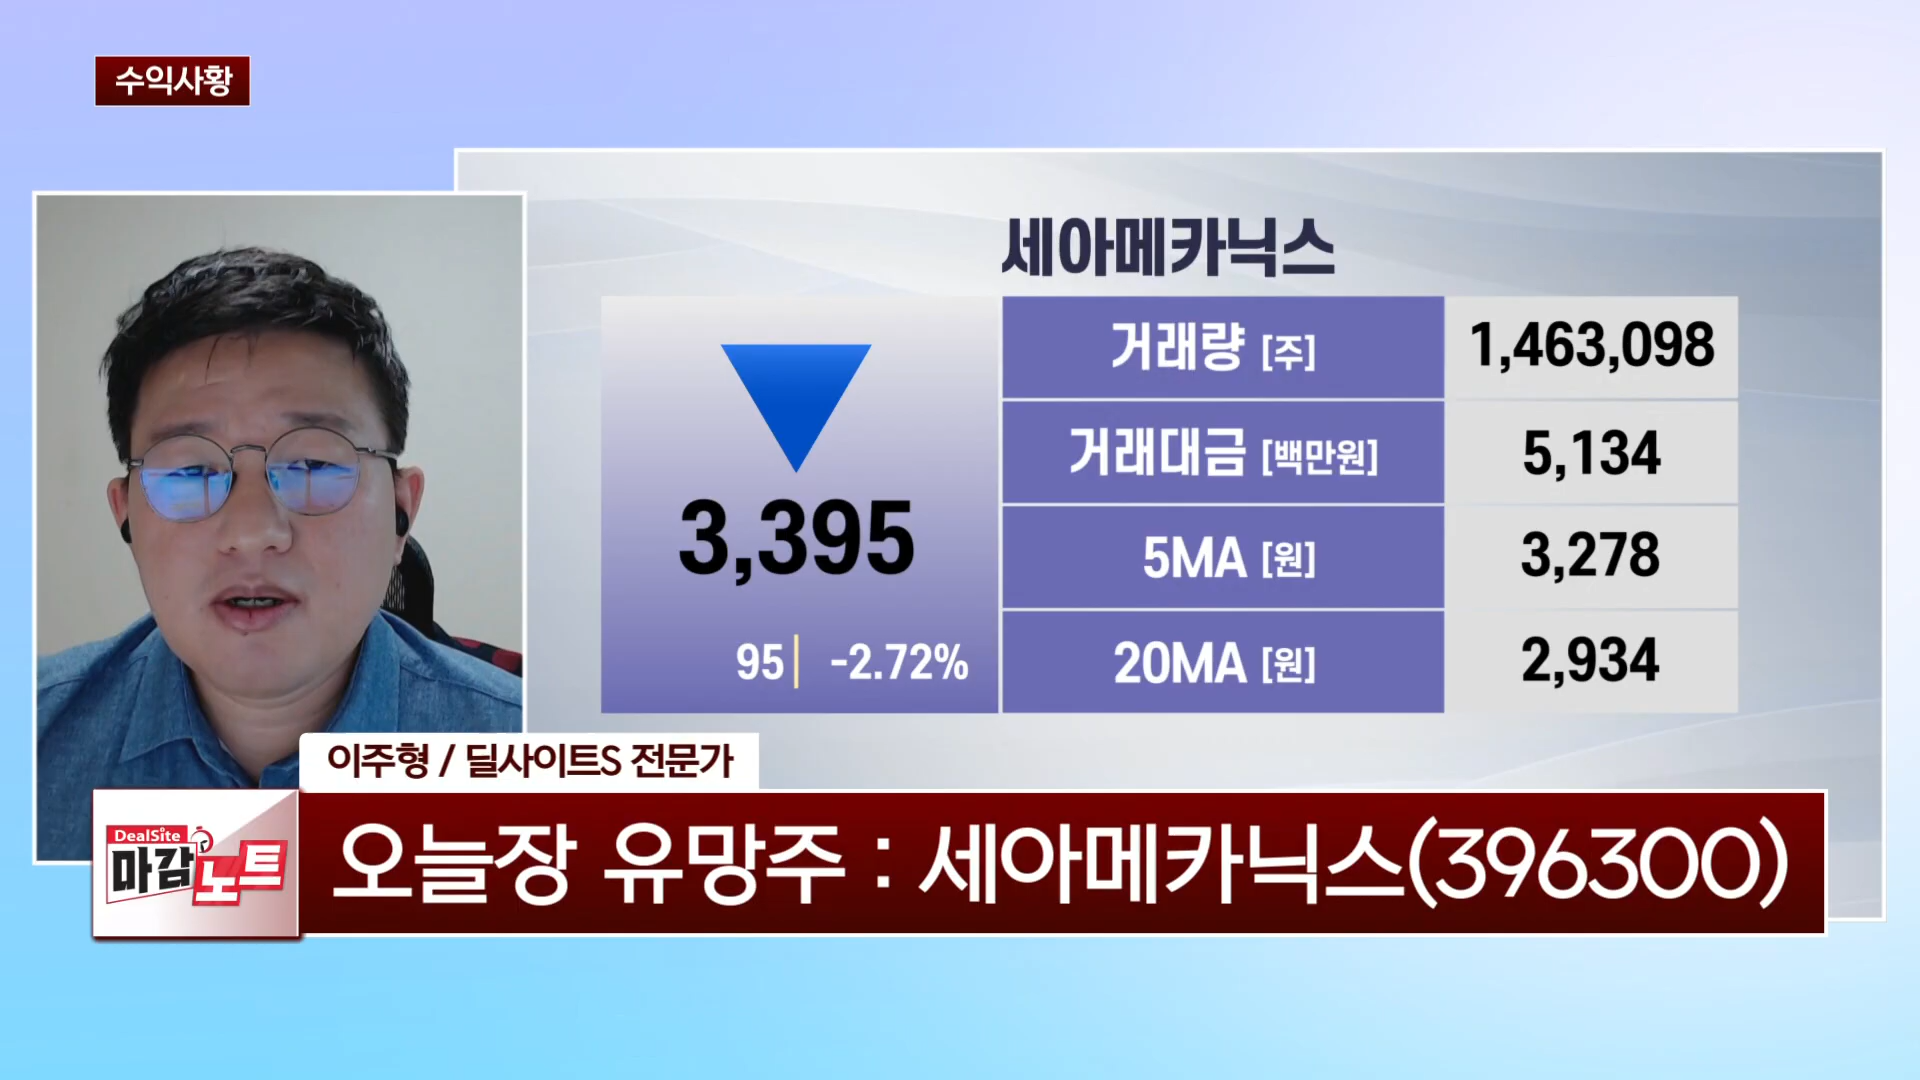 수익사황
세아메카닉스
3,395
95 -2.72%
거래량 [주] 1,463,098
거래대금 [백만원] 5,134
5MA [원] 3,278
20MA [원] 2,934
이주형 / 딜사이트S 전문가
DealSite
마감노트
오늘장 유망주 : 세아메카닉스(396300)